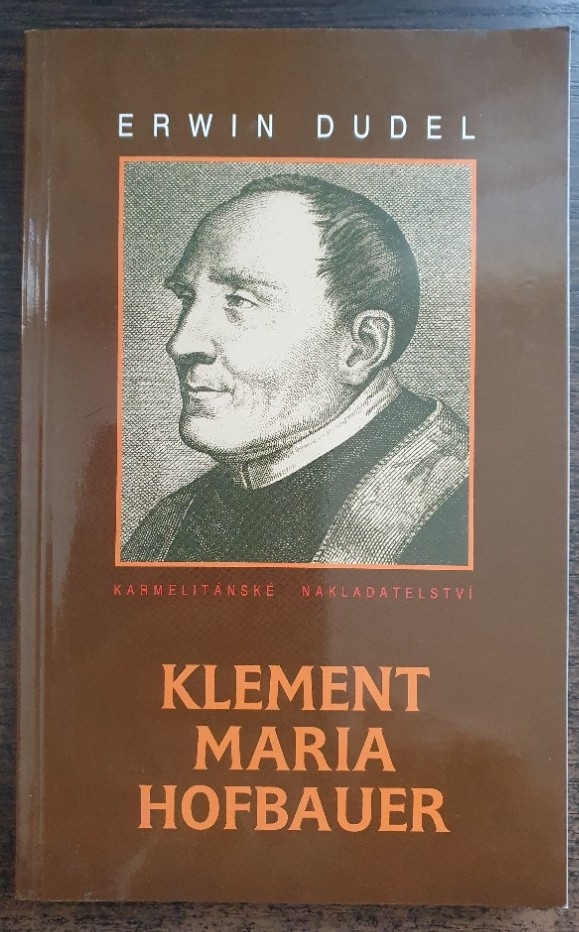 ERWIN DUDEL
KARMELITÁNSKÉ NAKLADATELSTVÍ
KLEMENT
MARIA
HOFBAUER